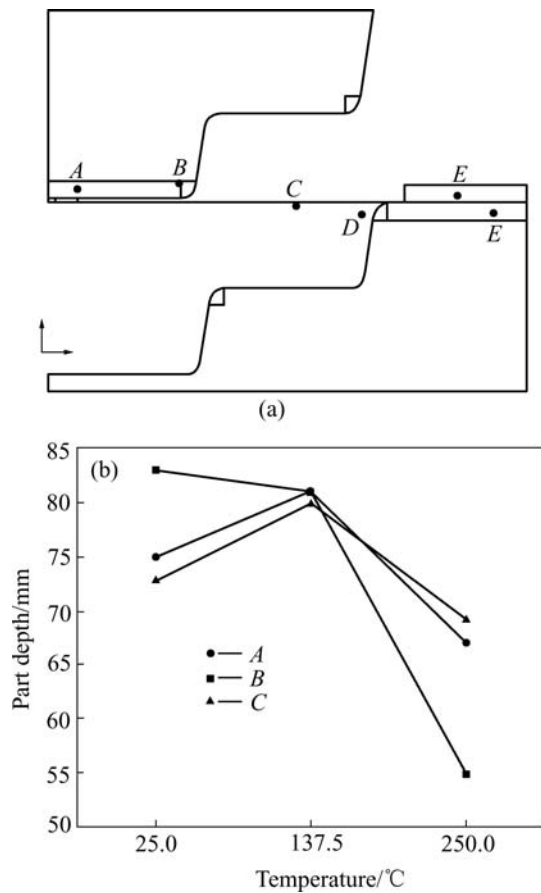 A
B
C
D
E
E
(a)
(b)
85
80
75
70
65
60
55
50
Part depth/mm
A
B
C
25.0 137.5 250.0
Temperature/℃